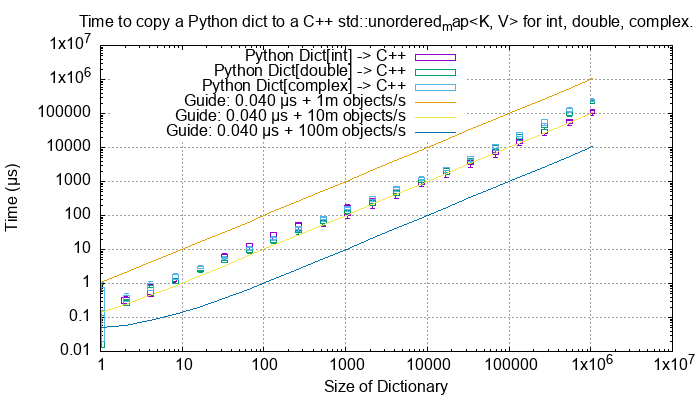 Time to copy a Python dict to a C++ std::unordered_map<K, V> for int, double, complex.
1x10^7
1x10^6
100000
10000
1000
100
10
1
0.1
0.01
Time (µs)
Python Dict[int] -> C++
Python Dict[double] -> C++
Python Dict[complex] -> C++
Guide: 0.040 µs + 1m objects/s
Guide: 0.040 µs + 10m objects/s
Guide: 0.040 µs + 100m objects/s
1 10 100 1000 10000 100000 1x10^6 1x10^7
Size of Dictionary